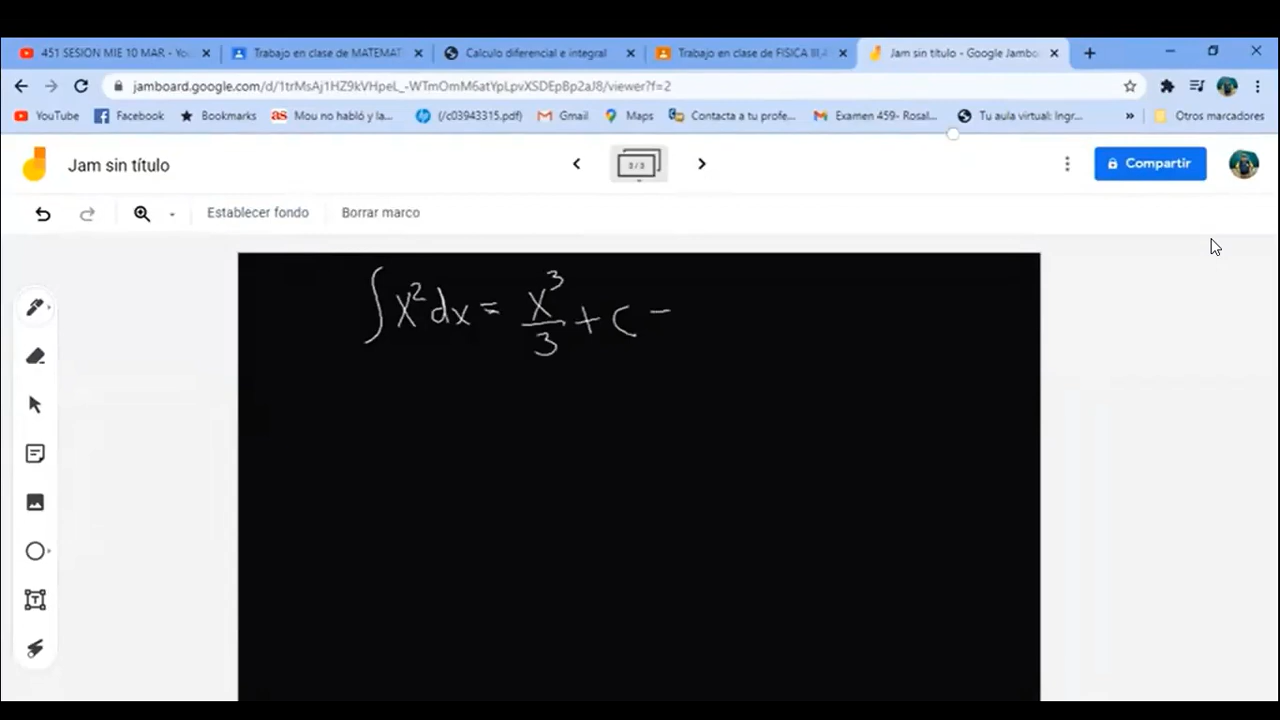 451 SESION MIE 10 MAR - You
Trabajo en clase de MATEMAT
Calculo diferencial e integral
Trabajo en clase de FISICA III,4
Jam sin título - Google Jambo
jamboard.google.com/d/1trMsAj1HZ9kVHpeL_-WTmOmM6atYpLpvXSDEpBp2aJ8/viewer?f=2
YouTube
Facebook
Bookmarks
as Mou no habló y la...
(/c03943315.pdf)
Gmail
Maps
Contacta a tu profe...
Examen 459- Rosal...
Tu aula virtual: Ingr...
»
Otros marcadores
Jam sin título
Compartir
Establecer fondo
Borrar marco
∫x²dx = x³/3 + C -